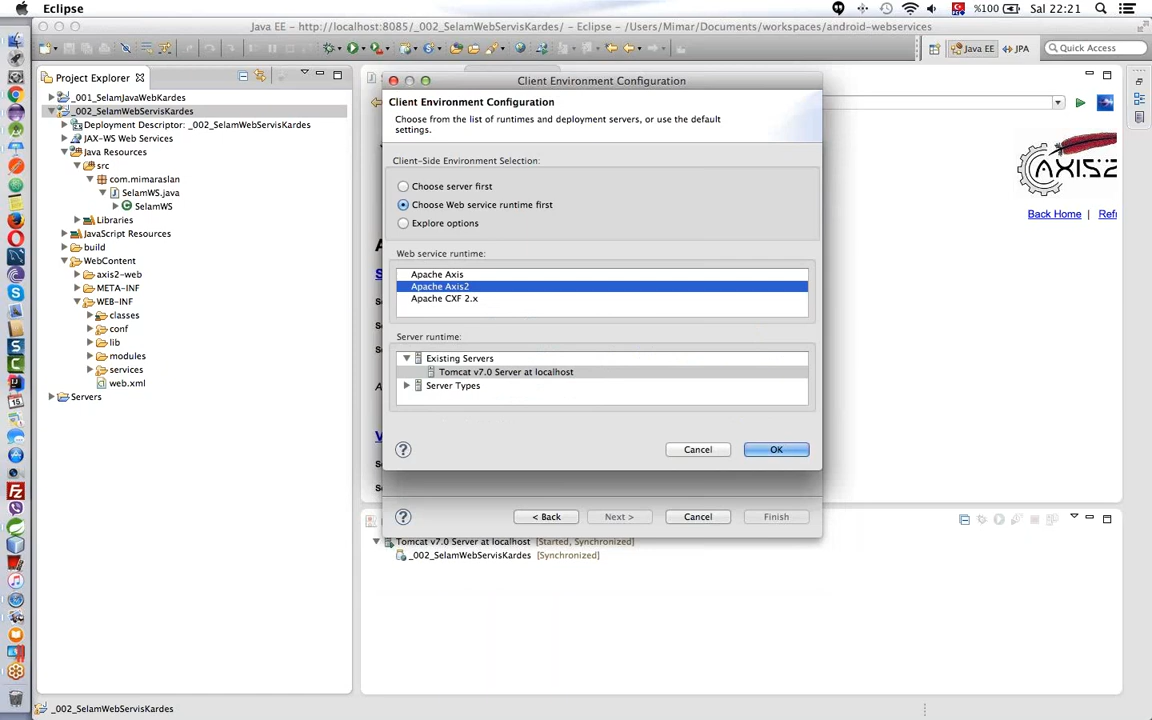 Eclipse
%100
Sal 22:21
Java EE – http://localhost:8085/_002_SelamWebServisKardes/ – Eclipse – /Users/Mimar/Documents/workspaces/android-webservices
Java EE
JPA
Quick Access
Project Explorer
_001_SelamJavaWebKardes
_002_SelamWebServisKardes
Deployment Descriptor: _002_SelamWebServisKardes
JAX-WS Web Services
Java Resources
src
com.mimaraslan
SelamWS.java
SelamWS
Libraries
JavaScript Resources
build
WebContent
axis2-web
META-INF
WEB-INF
classes
conf
lib
modules
services
web.xml
Servers
Client Environment Configuration
Client Environment Configuration
Choose from the list of runtimes and deployment servers, or use the default
settings.
Client-Side Environment Selection:
Choose server first
Choose Web service runtime first
Explore options
Web service runtime:
Apache Axis
Apache Axis2
Apache CXF 2.x
Server runtime:
Existing Servers
Tomcat v7.0 Server at localhost
Server Types
Cancel
OK
< Back
Next >
Cancel
Finish
AXIS2
Back Home |
Tomcat v7.0 Server at localhost [Started, Synchronized]
_002_SelamWebServisKardes [Synchronized]
_002_SelamWebServisKardes